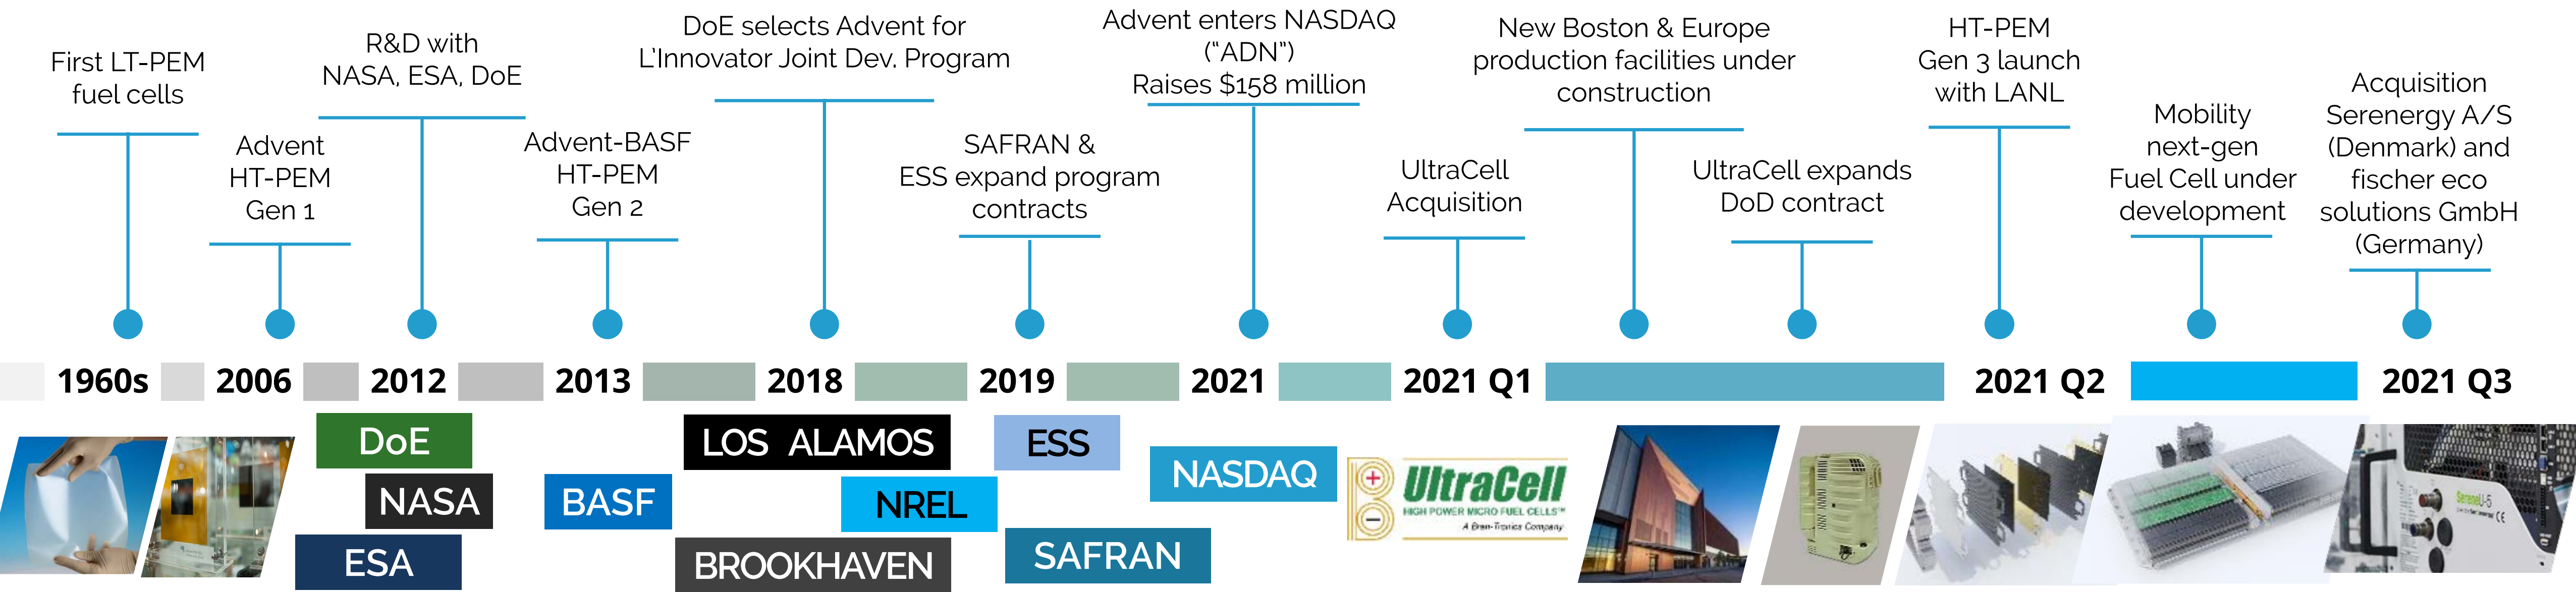 First LT-PEM
fuel cells
Advent
HT-PEM
Gen 1
R&D with
NASA, ESA, DoE
Advent-BASF
HT-PEM
Gen 2
DoE selects Advent for
L'Innovator Joint Dev. Program
SAFRAN &
ESS expand program
contracts
Advent enters NASDAQ
("ADN")
Raises $158 million
UltraCell
Acquisition
New Boston & Europe
production facilities under
construction
UltraCell expands
DoD contract
HT-PEM
Gen 3 launch
with LANL
Mobility
next-gen
Fuel Cell under
development
Acquisition
Serenergy A/S
(Denmark) and
fischer eco
solutions GmbH
(Germany)
1960s
2006
2012
2013
2018
2019
2021
2021 Q1
2021 Q2
2021 Q3
DoE
NASA
ESA
BASF
LOS ALAMOS
NREL
BROOKHAVEN
ESS
SAFRAN
NASDAQ
UltraCell
HIGH POWER MICRO FUEL CELLS™
A Bren-Tronics Company
SereneU-5